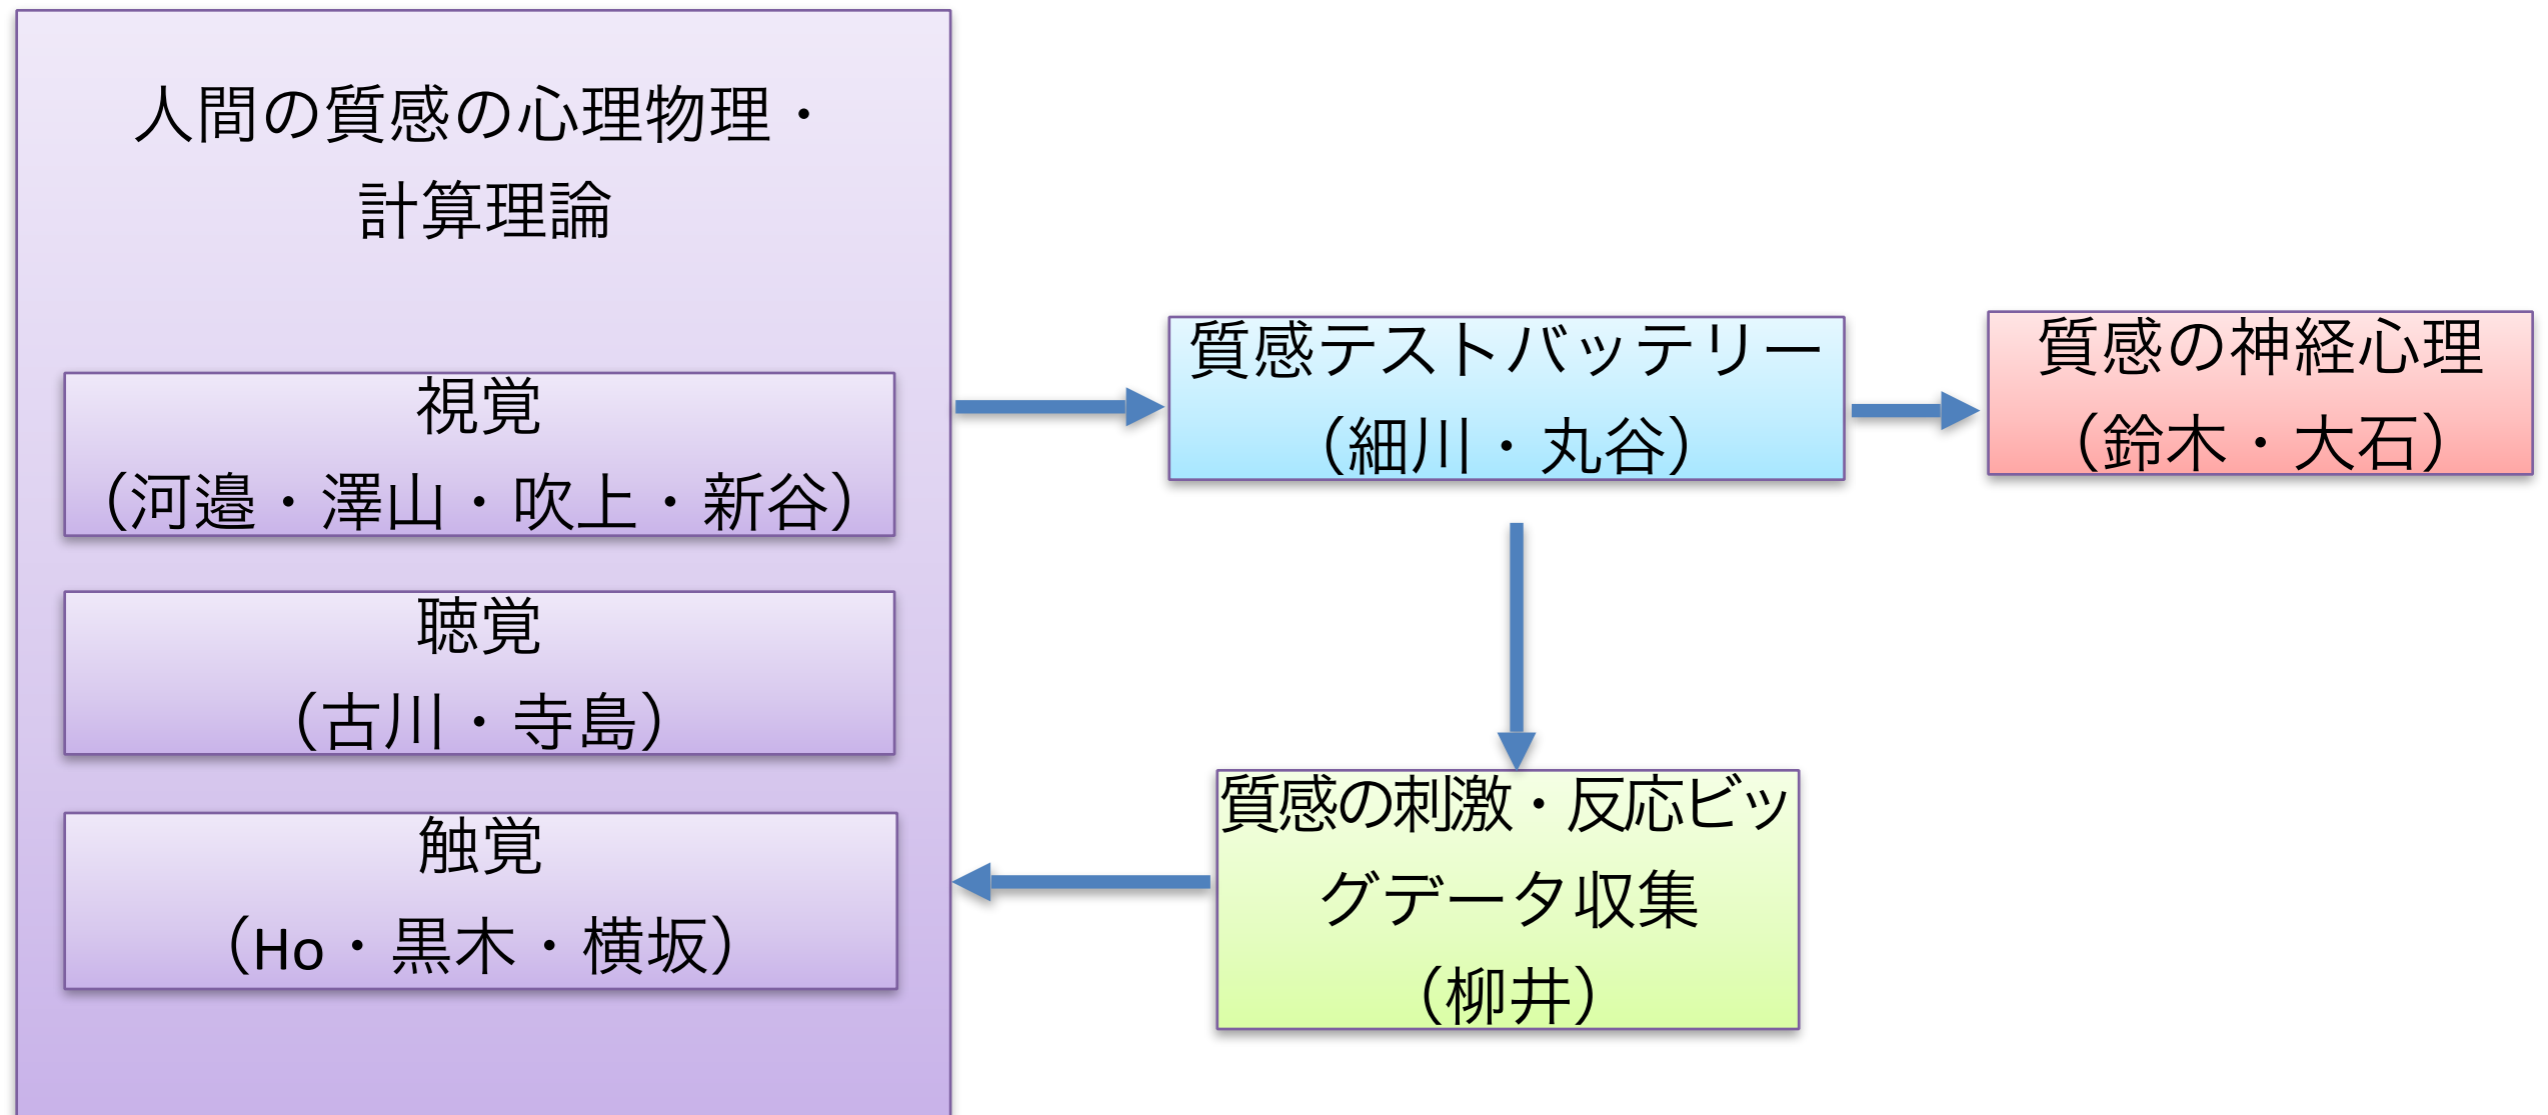 人間の質感の心理物理・
計算理論
視覚
（河邉・澤山・吹上・新谷）
聴覚
（古川・寺島）
触覚
（Ho・黒木・横坂）
質感テストバッテリー
（細川・丸谷）
質感の神経心理
（鈴木・大石）
質感の刺激・反応ビッ
グデータ収集
（柳井）